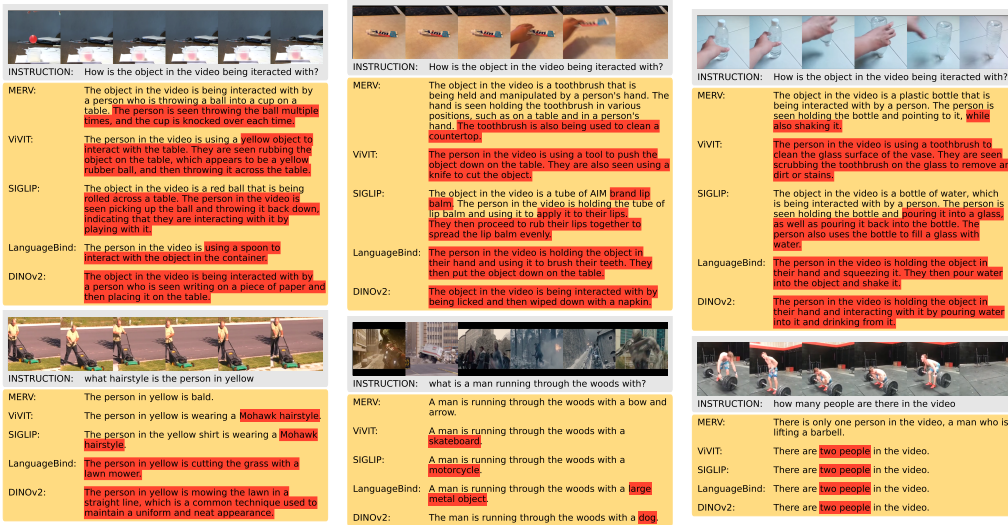 INSTRUCTION: How is the object in the video being iteracted with?
MERV: The object in the video is being interacted with by
a person who is throwing a ball into a cup on a
table. The person is seen throwing the ball multiple
times, and the cup is knocked over each time.
ViVIT: The person in the video is using a yellow object to
interact with the table. They are seen rubbing the
object on the table, which appears to be a yellow
rubber ball, and then throwing it across the table.
SIGLIP: The object in the video is a red ball that is being
rolled across a table. The person in the video is
seen picking up the ball and throwing it back down,
indicating that they are interacting with it by
playing with it.
LanguageBind: The person in the video is using a spoon to
interact with the object in the container.
DINOv2: The object in the video is being interacted with by
a person who is seen writing on a piece of paper and
then placing it on the table.
INSTRUCTION: what hairstyle is the person in yellow
MERV: The person in yellow is bald.
ViVIT: The person in yellow is wearing a Mohawk hairstyle.
SIGLIP: The person in the yellow shirt is wearing a Mohawk
hairstyle.
LanguageBind: The person in yellow is cutting the grass with a
lawn mower.
DINOv2: The person in yellow is mowing the lawn in a
straight line, which is a common technique used to
maintain a uniform and neat appearance.
INSTRUCTION: How is the object in the video being iteracted with?
MERV: The object in the video is a toothbrush that is
being held and manipulated by a person's hand. The
hand is seen holding the toothbrush in various
positions, such as on a table and in a person's
hand. The toothbrush is also being used to clean a
countertop.
ViVIT: The person in the video is using a tool to push the
object down on the table. They are also seen using a
knife to cut the object.
SIGLIP: The object in the video is a tube of AIM brand lip
balm. The person in the video is holding the tube of
lip balm and using it to apply it to their lips.
They then proceed to rub their lips together to
spread the lip balm evenly.
LanguageBind: The person in the video is holding the object in
their hand and using it to brush their teeth. They
then put the object down on the table.
DINOv2: The object in the video is being interacted with by
being licked and then wiped down with a napkin.
INSTRUCTION: what is a man running through the woods with?
MERV: A man is running through the woods with a bow and
arrow.
ViVIT: A man is running through the woods with a
skateboard.
SIGLIP: A man is running through the woods with a
motorcycle.
LanguageBind: A man is running through the woods with a large
metal object.
DINOv2: The man is running through the woods with a dog.
INSTRUCTION: How is the object in the video being iteracted with?
MERV: The object in the video is a plastic bottle that is
being interacted with by a person. The person is
seen holding the bottle and pointing to it, while
also shaking it.
ViVIT: The person in the video is using a toothbrush to
clean the glass surface of the vase. They are seen
scrubbing the toothbrush on the glass to remove an
dirt or stains.
SIGLIP: The object in the video is a bottle of water, which
is being interacted with by a person. The person is
seen holding the bottle and pouring it into a glass,
as well as pouring it back into the bottle. The
person also uses the bottle to fill a glass with
water.
LanguageBind: The person in the video is holding the object in
their hand and squeezing it. They then pour water
into the object and shake it.
DINOv2: The person in the video is holding the object in
their hand and interacting with it by pouring water
into it and drinking from it.
INSTRUCTION: how many people are there in the video
MERV: There is only one person in the video, a man who is
lifting a barbell.
ViVIT: There are two people in the video.
SIGLIP: There are two people in the video.
LanguageBind: There are two people in the video.
DINOv2: There are two people in the video.